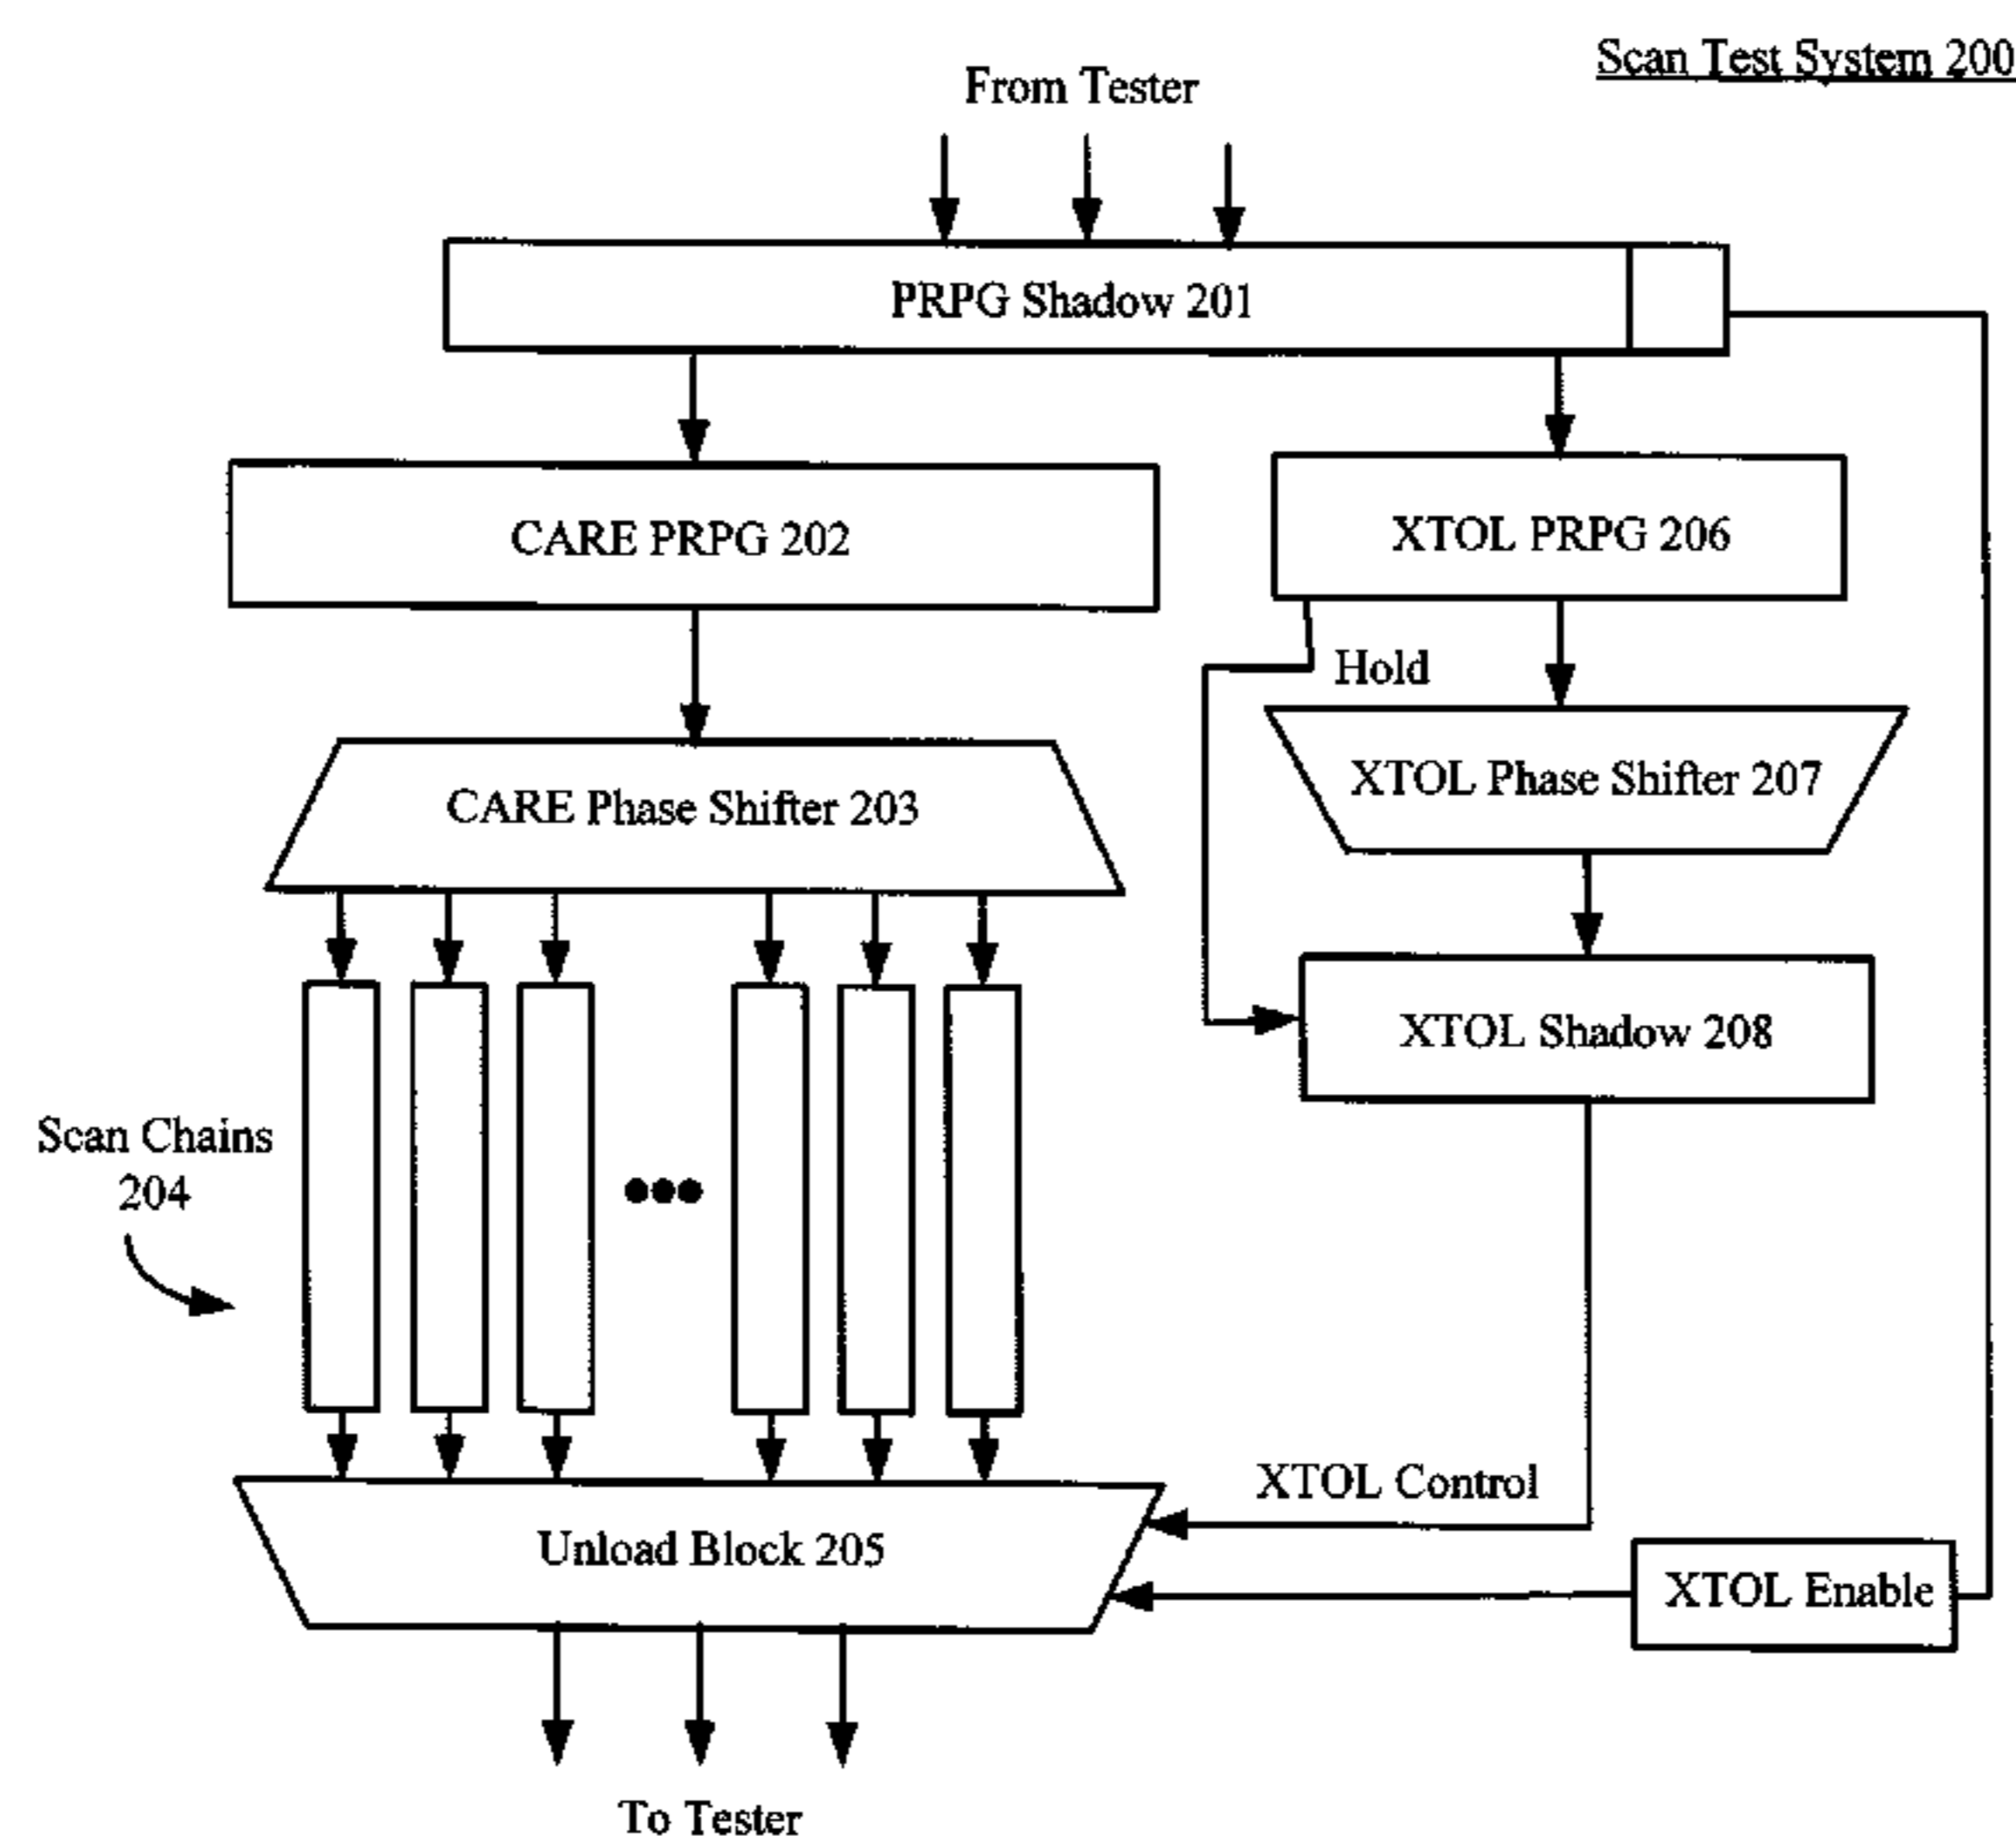 Scan Test System 200
From Tester
PRPG Shadow 201
CARE PRPG 202
XTOL PRPG 206
Hold
CARE Phase Shifter 203
XTOL Phase Shifter 207
XTOL Shadow 208
Scan Chains
204
XTOL Control
Unload Block 205
XTOL Enable
To Tester